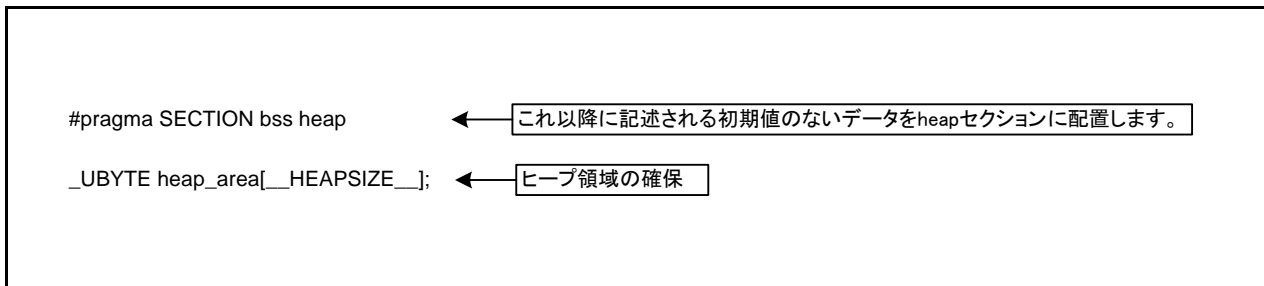 #pragma SECTION bss heap
これ以降に記述される初期値のないデータをheapセクションに配置します。
_UBYTE heap_area[__HEAPSIZE__];
ヒープ領域の確保